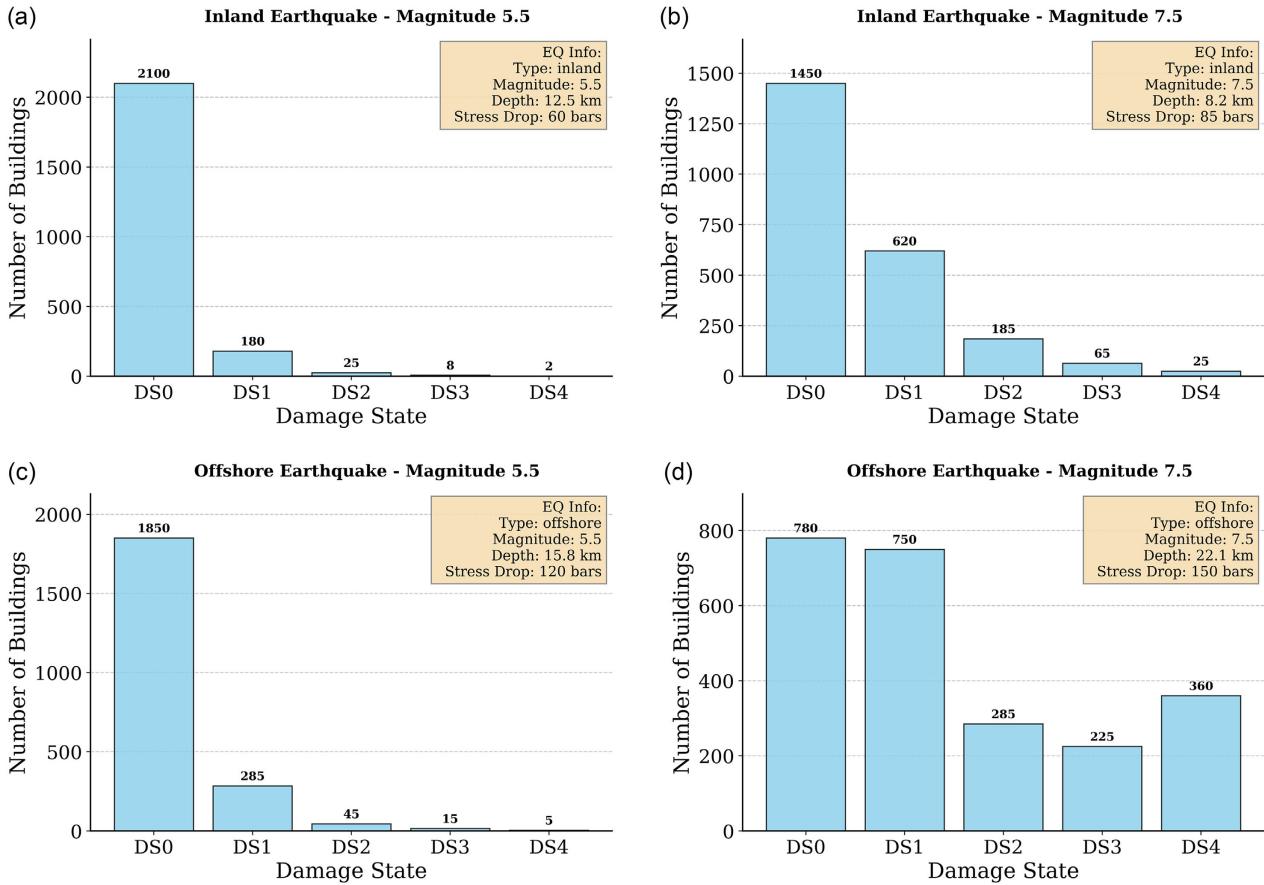 (a)
Inland Earthquake - Magnitude 5.5
EQ Info:
Type: inland
Magnitude: 5.5
Depth: 12.5 km
Stress Drop: 60 bars
Number of Buildings
2000
1500
1000
500
0
2100
180
25
8
2
DS0 DS1 DS2 DS3 DS4
Damage State
(b)
Inland Earthquake - Magnitude 7.5
EQ Info:
Type: inland
Magnitude: 7.5
Depth: 8.2 km
Stress Drop: 85 bars
Number of Buildings
1500
1250
1000
750
500
250
0
1450
620
185
65
25
DS0 DS1 DS2 DS3 DS4
Damage State
(c)
Offshore Earthquake - Magnitude 5.5
EQ Info:
Type: offshore
Magnitude: 5.5
Depth: 15.8 km
Stress Drop: 120 bars
Number of Buildings
2000
1500
1000
500
0
1850
285
45
15
5
DS0 DS1 DS2 DS3 DS4
Damage State
(d)
Offshore Earthquake - Magnitude 7.5
EQ Info:
Type: offshore
Magnitude: 7.5
Depth: 22.1 km
Stress Drop: 150 bars
Number of Buildings
800
600
400
200
0
780
750
285
225
360
DS0 DS1 DS2 DS3 DS4
Damage State